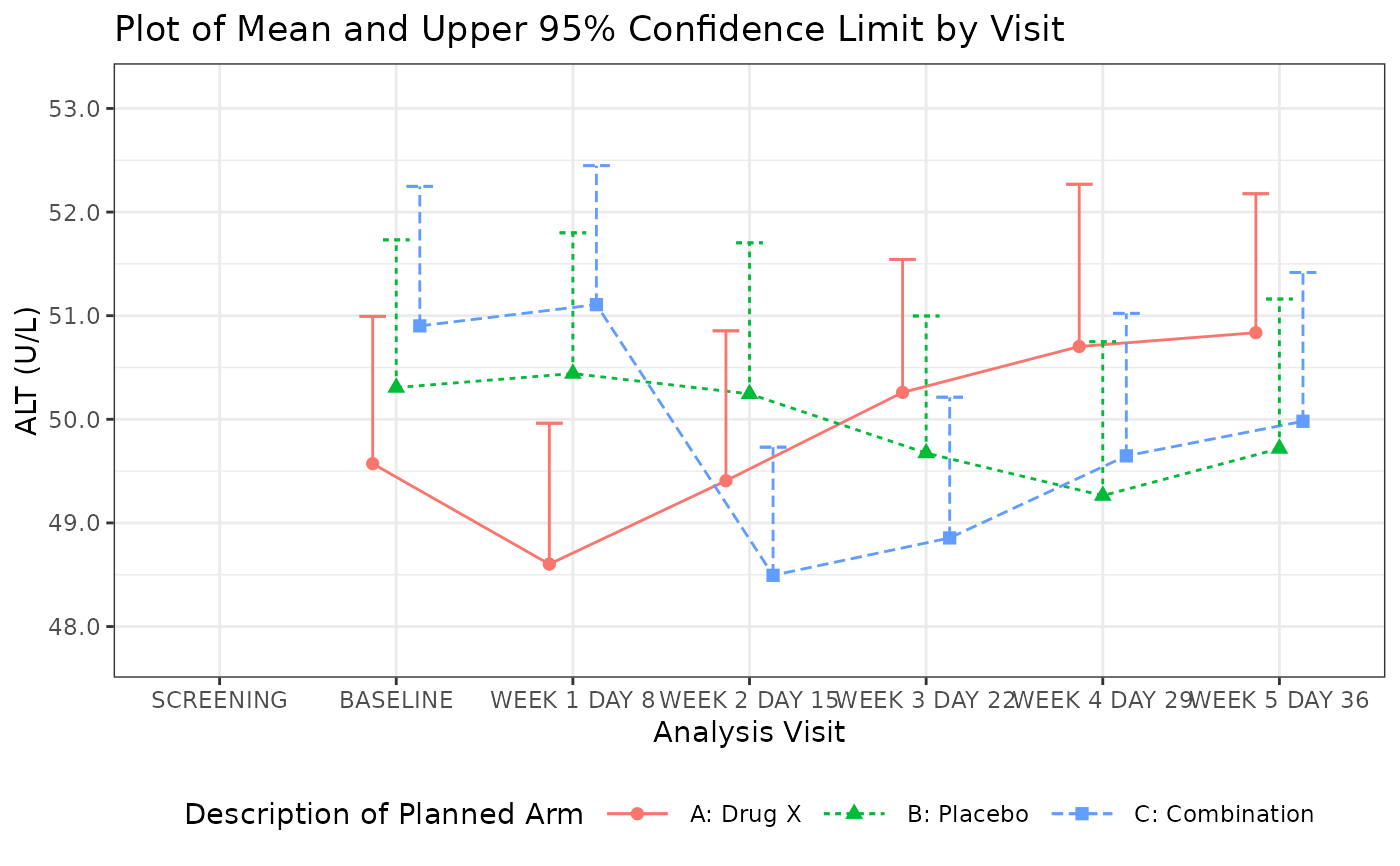 Plot of Mean and Upper 95% Confidence Limit by Visit
53.0
52.0
51.0
50.0
49.0
48.0
ALT (U/L)
SCREENING BASELINE WEEK 1 DAY 8 WEEK 2 DAY 15 WEEK 3 DAY 22 WEEK 4 DAY 29 WEEK 5 DAY 36
Analysis Visit
Description of Planned Arm A: Drug X B: Placebo C: Combination